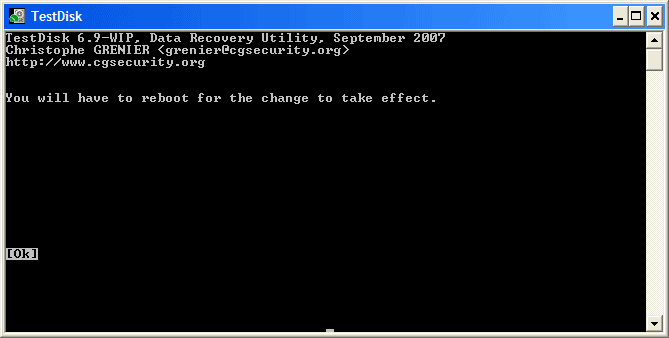 TestDisk
TestDisk 6.9-WIP, Data Recovery Utility, September 2007
Christophe GRENIER <grenier@cgsecurity.org>
http://www.cgsecurity.org
You will have to reboot for the change to take effect.
[Ok]